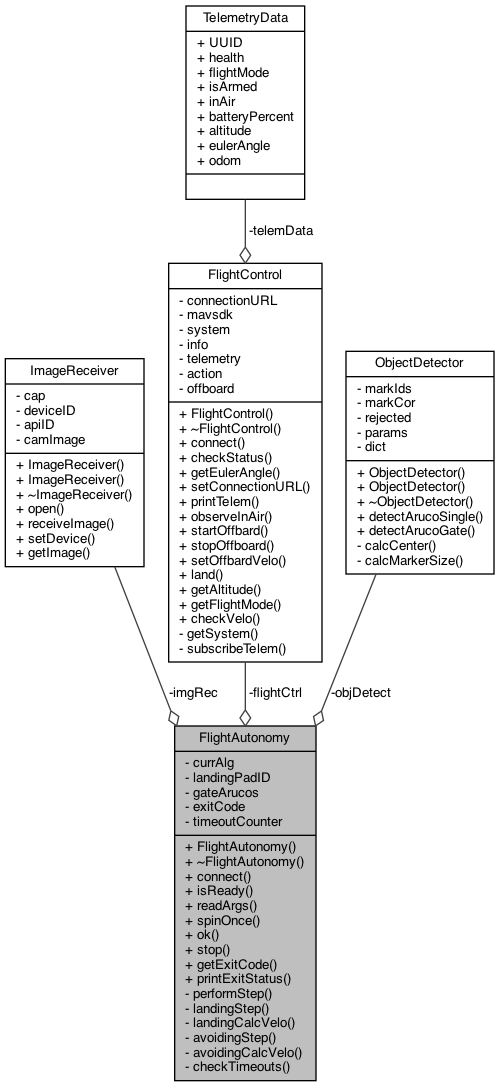 TelemetryData
+ UUID
+ health
+ flightMode
+ isArmed
+ inAir
+ batteryPercent
+ altitude
+ eulerAngle
+ odom
-telemData
FlightControl
- connectionURL
- mavsdk
- system
- info
- telemetry
- action
- offboard
+ FlightControl()
+ ~FlightControl()
+ connect()
+ checkStatus()
+ getEulerAngle()
+ setConnectionURL()
+ printTelem()
+ observeInAir()
+ startOffbard()
+ stopOffboard()
+ setOffbardVelo()
+ land()
+ getAltitude()
+ getFlightMode()
+ checkVelo()
- getSystem()
- subscribeTelem()
ImageReceiver
- cap
- deviceID
- apiID
- camImage
+ ImageReceiver()
+ ImageReceiver()
+ ~ImageReceiver()
+ open()
+ receiveImage()
+ setDevice()
+ getImage()
ObjectDetector
- markIds
- markCor
- rejected
- params
- dict
+ ObjectDetector()
+ ObjectDetector()
+ ~ObjectDetector()
+ detectArucoSingle()
+ detectArucoGate()
- calcCenter()
- calcMarkerSize()
-imgRec
-flightCtrl
-objDetect
FlightAutonomy
- currAlg
- landingPadID
- gateArucos
- exitCode
- timeoutCounter
+ FlightAutonomy()
+ ~FlightAutonomy()
+ connect()
+ isReady()
+ readArgs()
+ spinOnce()
+ ok()
+ stop()
+ getExitCode()
+ printExitStatus()
- performStep()
- landingStep()
- landingCalcVelo()
- avoidingStep()
- avoidingCalcVelo()
- checkTimeouts()